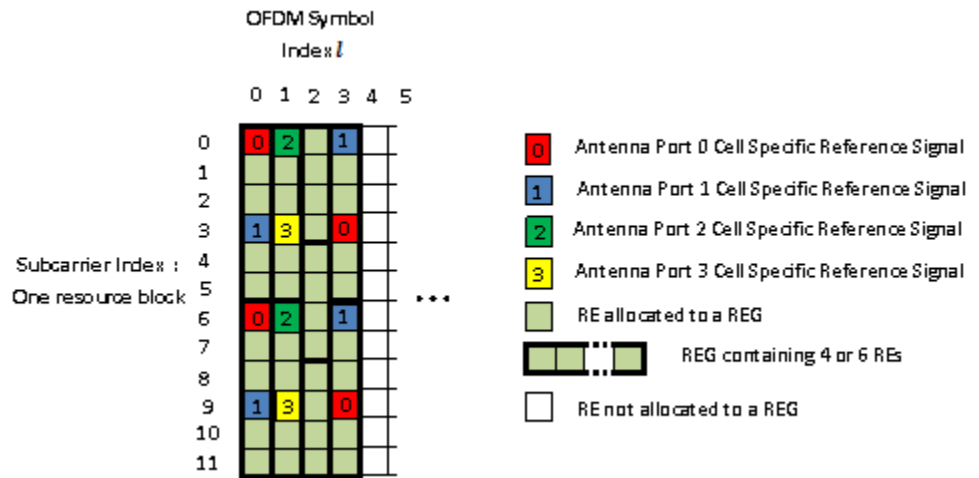 OFDM Symbol
Index l
0 1 2 3 4 5
0 0 2 1
1
2
3 1 3 0
4
Subcarrier Index :
5
One resource block
...
6 0 2 1
7
8
9 1 3 0
10
11
0 Antenna Port 0 Cell Specific Reference Signal
1 Antenna Port 1 Cell Specific Reference Signal
2 Antenna Port 2 Cell Specific Reference Signal
3 Antenna Port 3 Cell Specific Reference Signal
RE allocated to a REG
REG containing 4 or 6 REs
RE not allocated to a REG